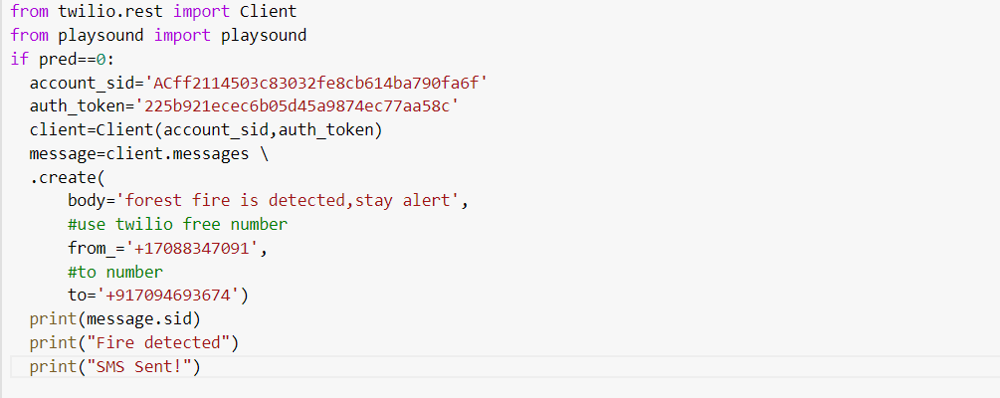 from twilio.rest import Client
from playsound import playsound
if pred==0:
  account_sid='ACff2114503c83032fe8cb614ba790fa6f'
  auth_token='225b921ecec6b05d45a9874ec77aa58c'
  client=Client(account_sid,auth_token)
  message=client.messages \
  .create(
      body='forest fire is detected,stay alert',
      #use twilio free number
      from_='+17088347091',
      #to number
      to='+917094693674')
  print(message.sid)
  print("Fire detected")
  print("SMS Sent!")